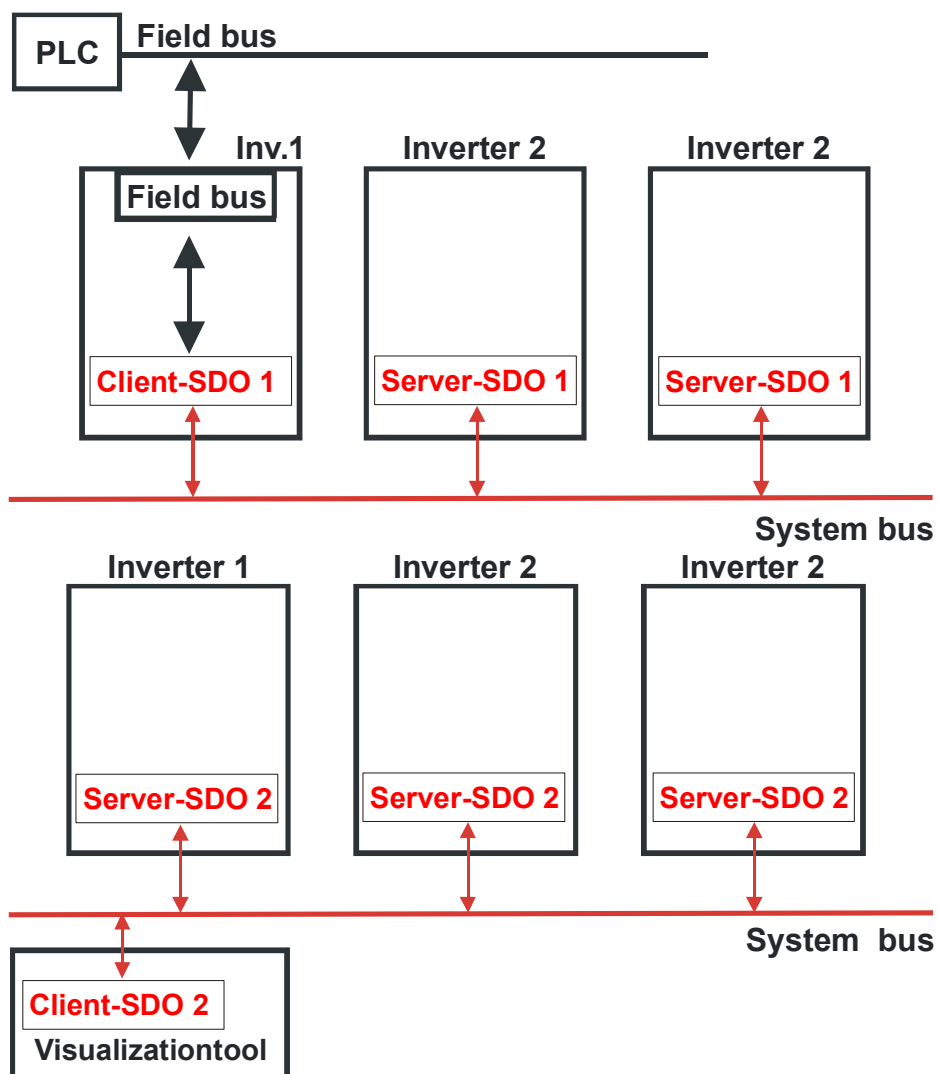 PLC
Field bus
Inv.1
Inverter 2
Inverter 2
Field bus
Client-SDO 1
Server-SDO 1
Server-SDO 1
System bus
Inverter 1
Inverter 2
Inverter 2
Server-SDO 2
Server-SDO 2
Server-SDO 2
System bus
Client-SDO 2
Visualizationtool